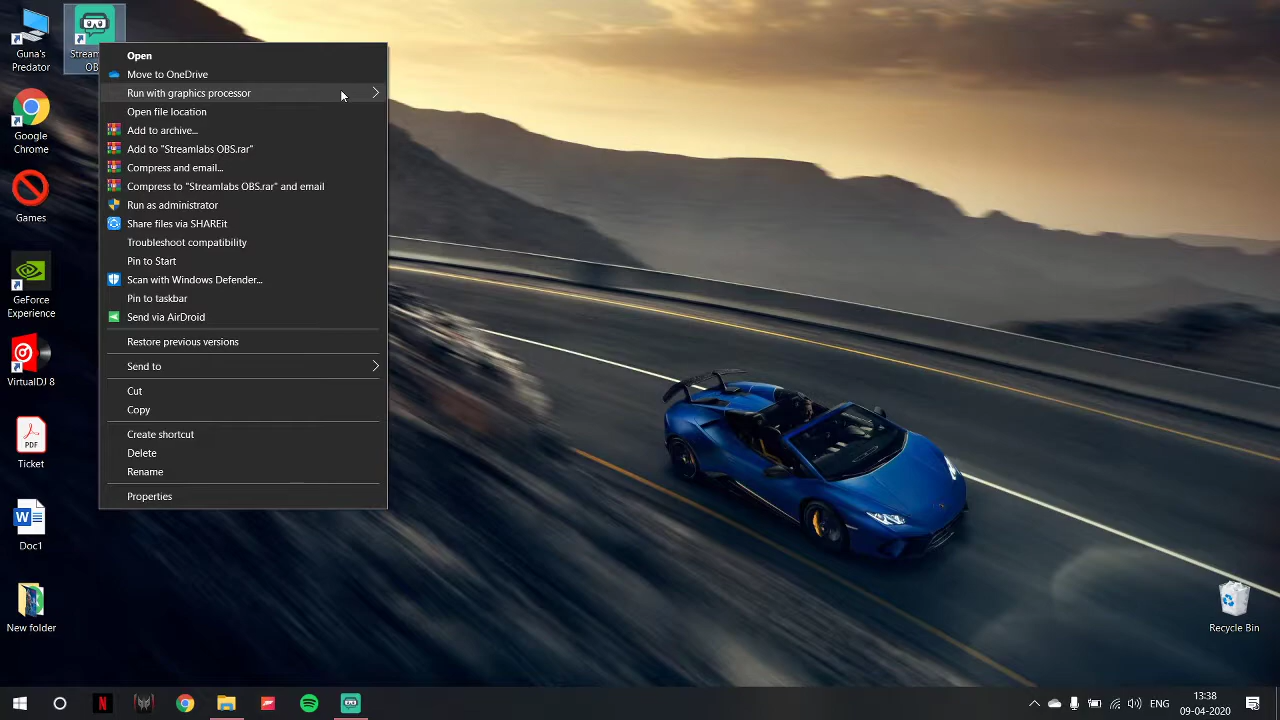 Guna's
Predator
Google
Chrome
Games
GeForce
Experience
VirtualDJ 8
PDF
Ticket
Doc1
New folder
OB
Open
Move to OneDrive
Run with graphics processor
Open file location
Add to archive...
Add to "Streamlabs OBS.rar"
Compress and email...
Compress to "Streamlabs OBS.rar" and email
Run as administrator
Share files via SHAREit
Troubleshoot compatibility
Pin to Start
Scan with Windows Defender...
Pin to taskbar
Send via AirDroid
Restore previous versions
Send to
Cut
Copy
Create shortcut
Delete
Rename
Properties
Recycle Bin
ENG
13:38
09-04-2020